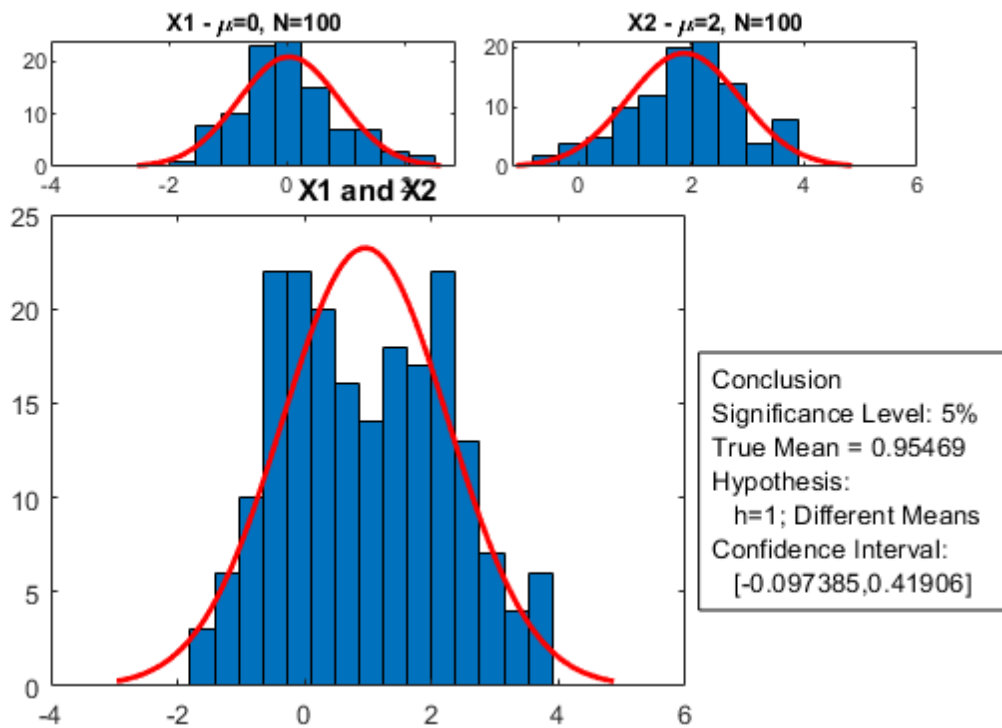 X1 - μ=0, N=100
20
10
0
-4 -2 0 2
X2 - μ=2, N=100
20
10
0
0 2 4 6
X1 and X2
25
20
15
10
5
0
-4 -2 0 2 4 6
Conclusion
Significance Level: 5%
True Mean = 0.95469
Hypothesis:
h=1; Different Means
Confidence Interval:
[-0.097385,0.41906]